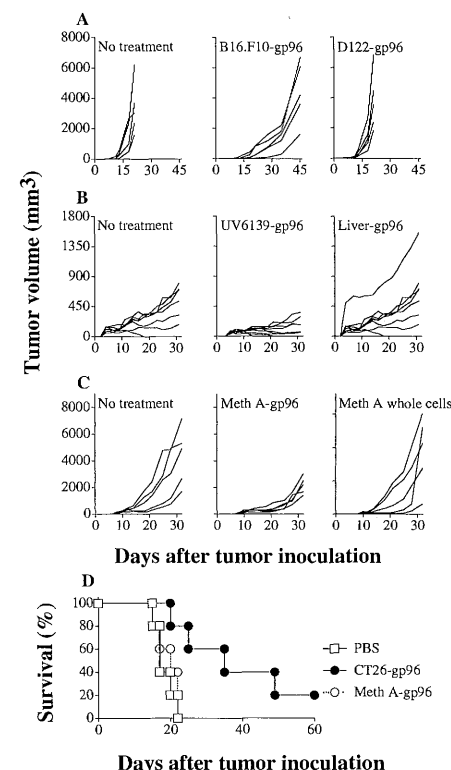 A
No treatment
B16.F10-gp96
D122-gp96
8000
6000
4000
2000
0
0 15 30 45
0 15 30 45
0 15 30 45
B
No treatment
UV6139-gp96
Liver-gp96
1800
1350
900
450
0
0 10 20 30
0 10 20 30
0 10 20 30
Tumor volume (mm3)
C
No treatment
Meth A-gp96
Meth A whole cells
8000
6000
4000
2000
0
0 10 20 30
0 10 20 30
0 10 20 30
Days after tumor inoculation
D
100
80
60
40
20
0
0 20 40 60
Survival (%)
PBS
CT26-gp96
Meth A-gp96
Days after tumor inoculation